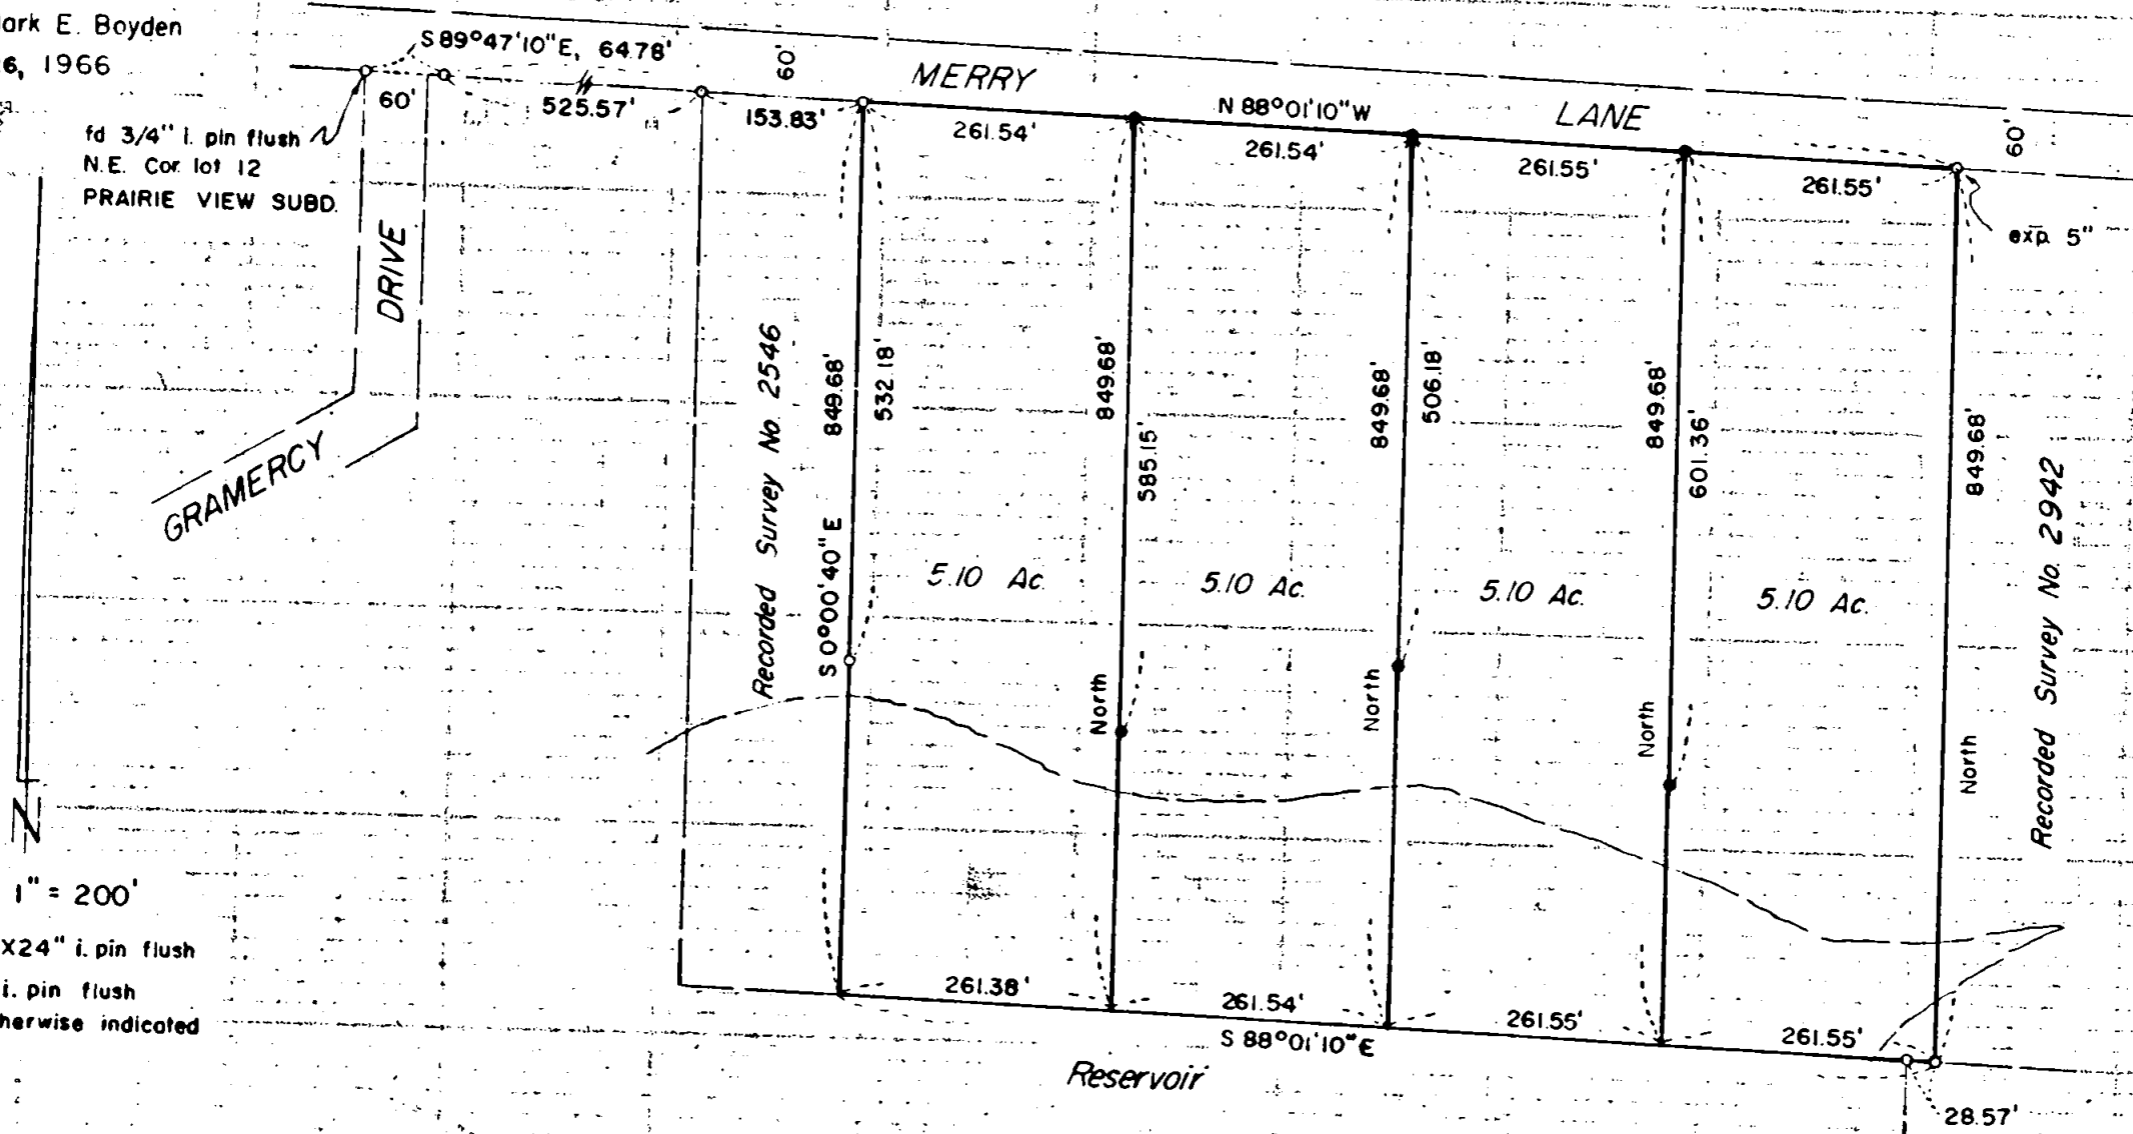 ark E. Boyden
6, 1966
S 89°47'10" E, 64.78'
60'
525.57'
fd 3/4" i. pin flush
N.E. Cor. lot 12
PRAIRIE VIEW SUBD.
60'
153.83'
MERRY
261.54'
N 88°01'10" W
261.54'
LANE
261.55'
261.55'
60'
exp. 5"
DRIVE
GRAMERCY
Recorded Survey No. 2546
849.68'
532.18'
S 0°00'40" E
849.68'
585.15'
849.68'
506.18'
849.68'
601.36'
849.68'
Recorded Survey No. 2942
5.10 Ac.
5.10 Ac.
5.10 Ac.
5.10 Ac.
North
North
North
North
N
1" = 200'
X24" i. pin flush
i. pin flush
herwise indicated
261.38'
261.54'
S 88°01'10" E
261.55'
261.55'
Reservoir
28.57'